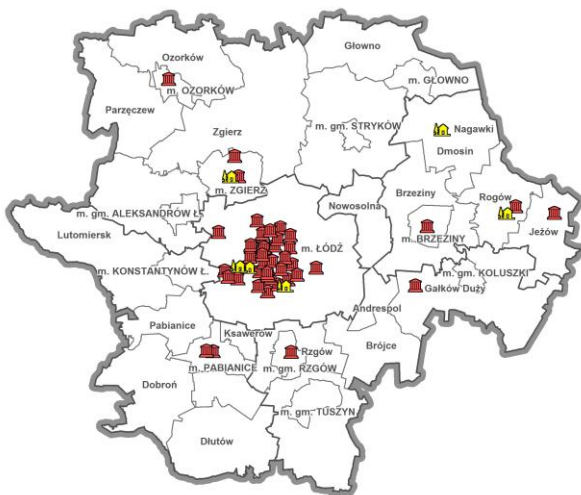 Ozorków
m. OZORKÓW
Parzęczew
Głowno
m. GŁOWNO
Zgierz
m. gm. STRYKÓW
Nagawki
Dmosin
m. ZGIERZ
m. gm. ALEKSANDRÓW Ł.
Lutomiersk
Nowosolna
Brzeziny
Rogów
m. ŁÓDŹ
m. BRZEZINY
Jeżów
m. KONSTANTYNÓW Ł.
m. gm. KOLUSZKI
Gałków Duży
Andrespol
Pabianice
Ksawerów
Rzgów
Brójce
m. PABIANICE
m. gm. RZGÓW
Dobroń
m. gm. TUSZYN
Dłutów